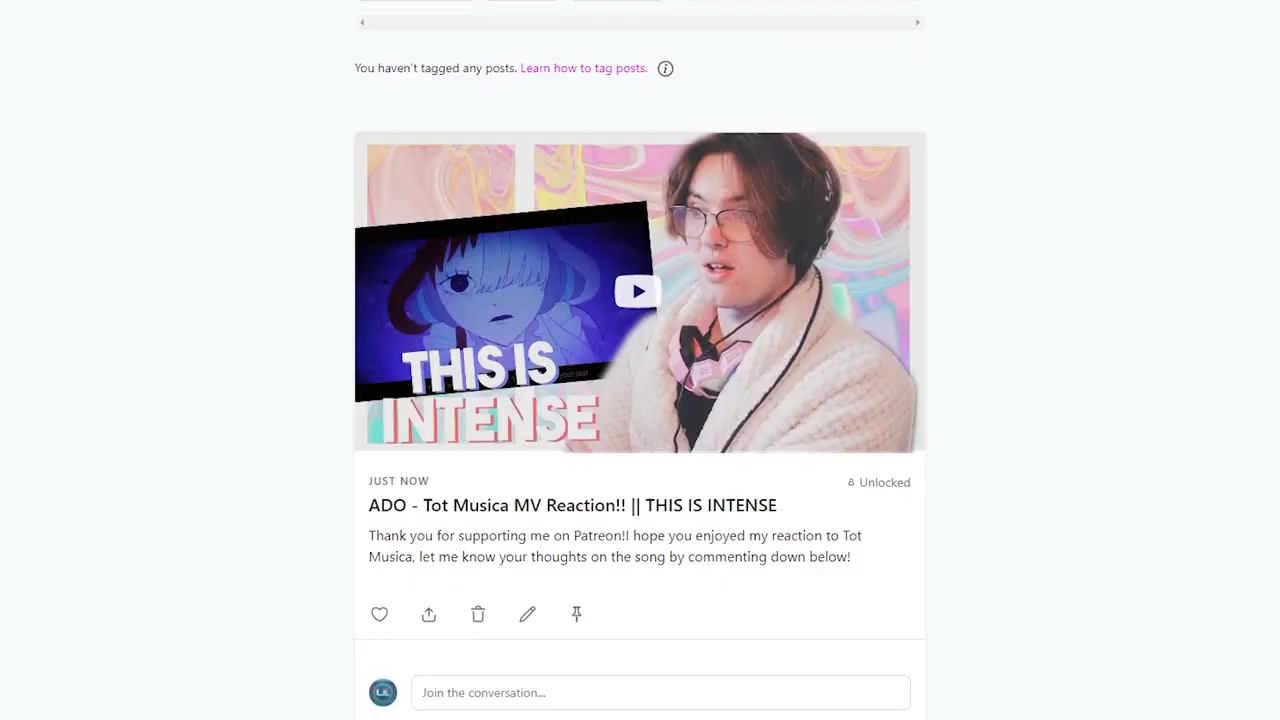 You haven't tagged any posts. Learn how to tag posts.
THIS IS
INTENSE
JUST NOW
Unlocked
ADO - Tot Musica MV Reaction!! || THIS IS INTENSE
Thank you for supporting me on Patreon!I hope you enjoyed my reaction to Tot
Musica, let me know your thoughts on the song by commenting down below!
Join the conversation...